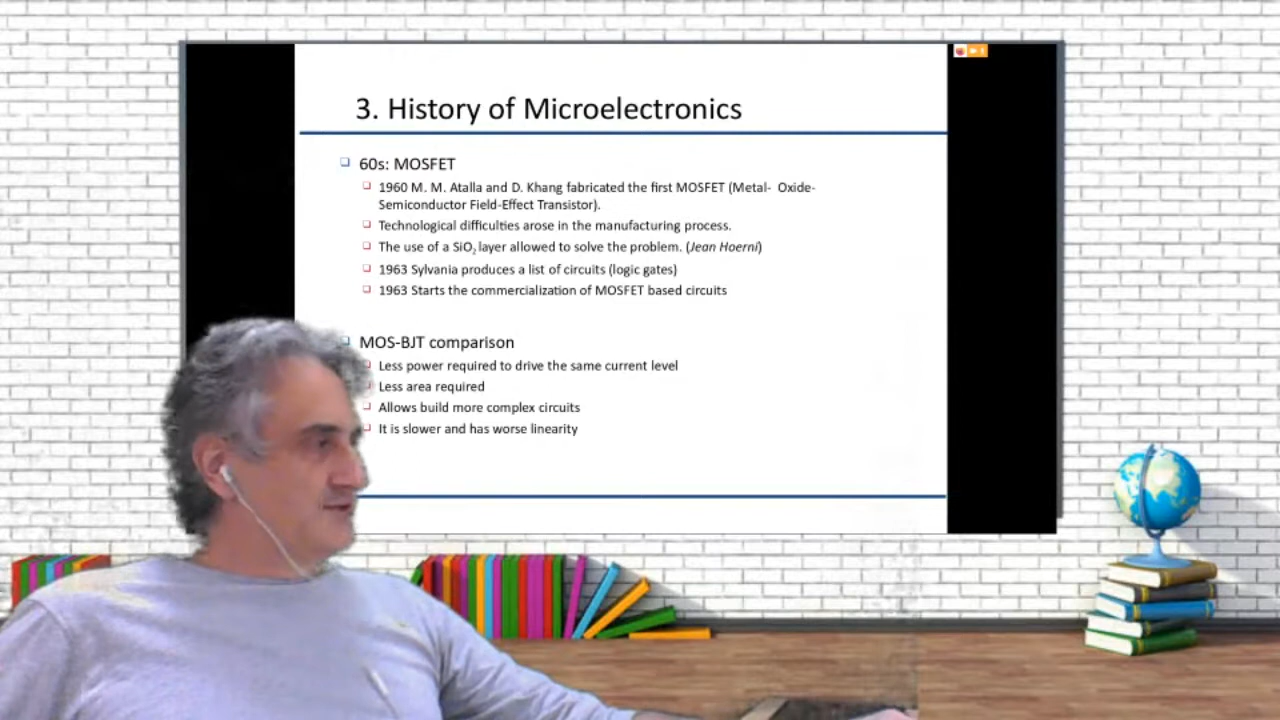 3. History of Microelectronics
60s: MOSFET
1960 M. M. Atalla and D. Khang fabricated the first MOSFET (Metal- Oxide-
Semiconductor Field-Effect Transistor).
Technological difficulties arose in the manufacturing process.
The use of a SiO₂ layer allowed to solve the problem. (Jean Hoerni)
1963 Sylvania produces a list of circuits (logic gates)
1963 Starts the commercialization of MOSFET based circuits
MOS-BJT comparison
Less power required to drive the same current level
Less area required
Allows build more complex circuits
It is slower and has worse linearity